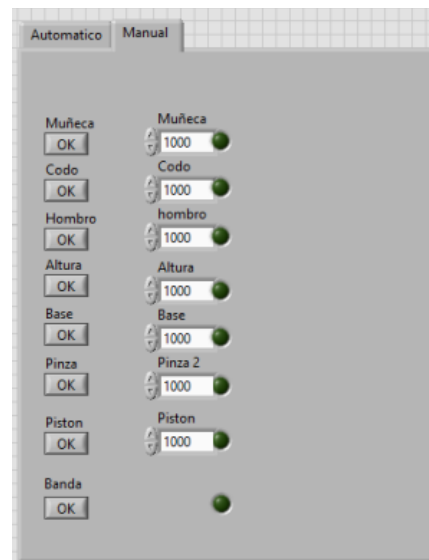 Automatico Manual
Muñeca Muñeca
OK 1000
Codo Codo
OK 1000
Hombro hombro
OK 1000
Altura Altura
OK 1000
Base Base
OK 1000
Pinza Pinza 2
OK 1000
Piston Piston
OK 1000
Banda
OK